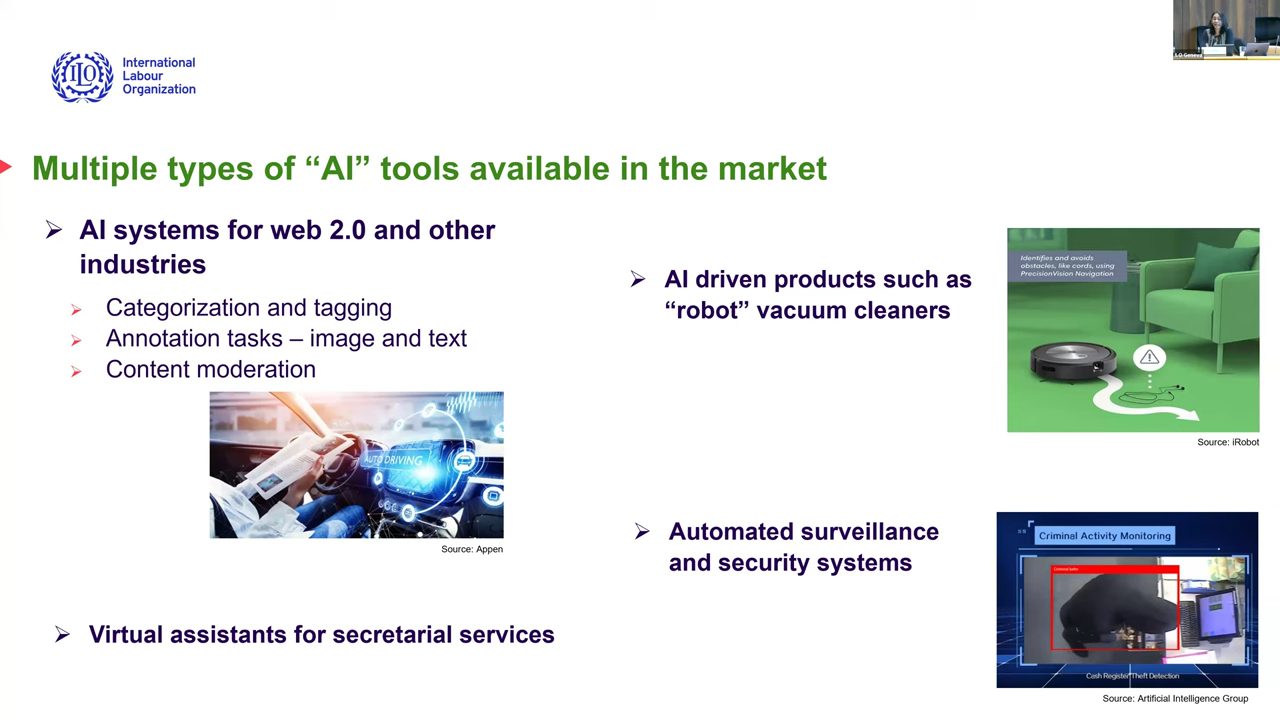 ILO
International
Labour
Organization
Multiple types of “AI” tools available in the market
AI systems for web 2.0 and other
industries
Categorization and tagging
Annotation tasks – image and text
Content moderation
AUTO DRIVING
Source: Appen
Virtual assistants for secretarial services
AI driven products such as
“robot” vacuum cleaners
Identifies and avoids
obstacles, like cords, using
PrecisionVision Navigation
Source: iRobot
Automated surveillance
and security systems
Criminal Activity Monitoring
Cash Register Theft Detection
Source: Artificial Intelligence Group